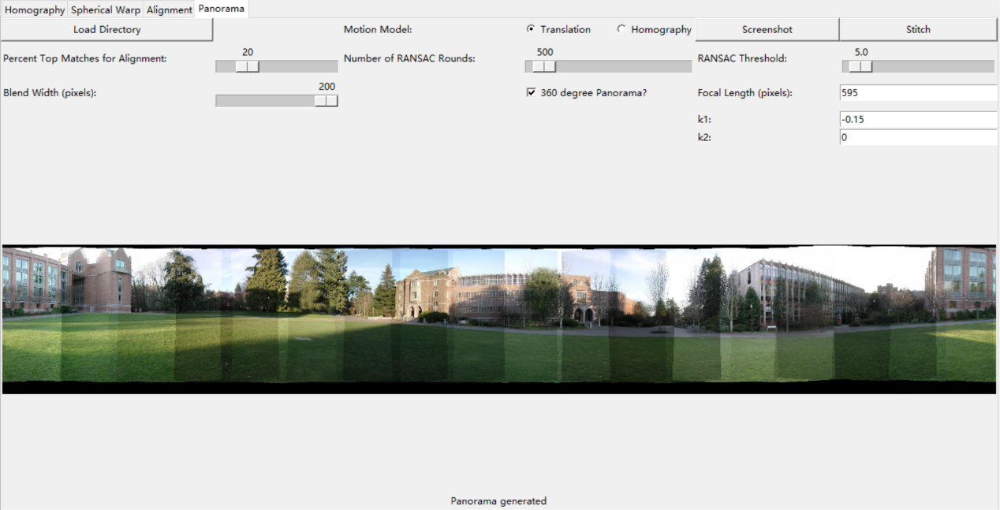 Homography Spherical Warp Alignment Panorama
Load Directory Motion Model: Translation Homography Screenshot Stitch
Percent Top Matches for Alignment: 20 Number of RANSAC Rounds: 500 RANSAC Threshold: 5.0
Blend Width (pixels): 200 360 degree Panorama? Focal Length (pixels): 595
k1: -0.15
k2: 0
Panorama generated